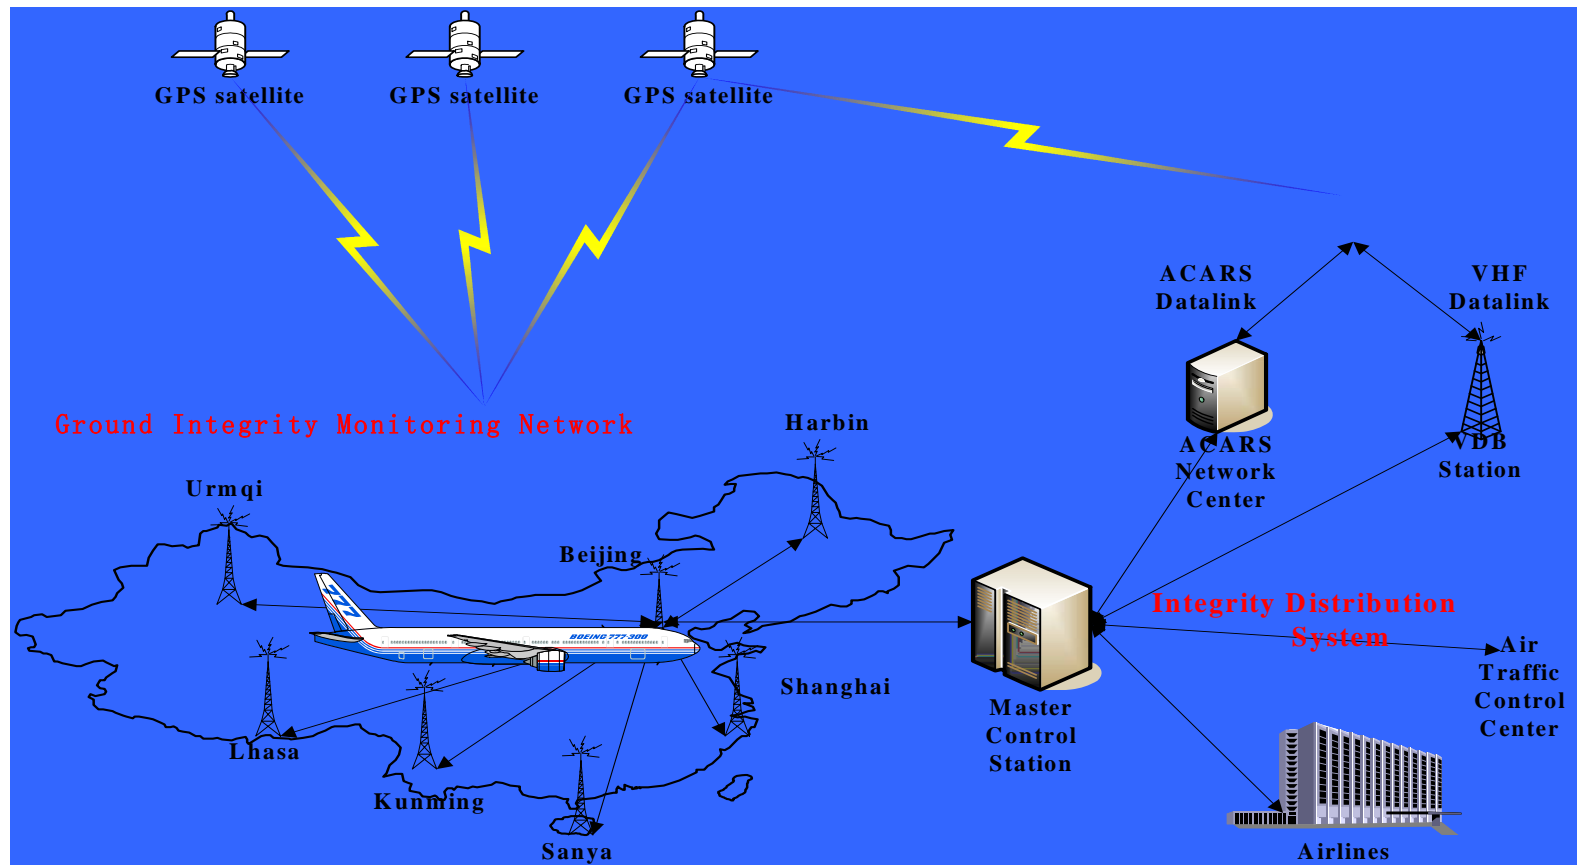 GPS satellite
GPS satellite
GPS satellite
ACARS
Datalink
VHF
Datalink
Ground Integrity Monitoring Network
Harbin
ACARS
Network
Center
VDB
Station
Urmqi
Beijing
777
BOEING 777-300
Integrity Distribution
System
Air
Traffic
Control
Center
Shanghai
Master
Control
Station
Lhasa
Kunming
Sanya
Airlines